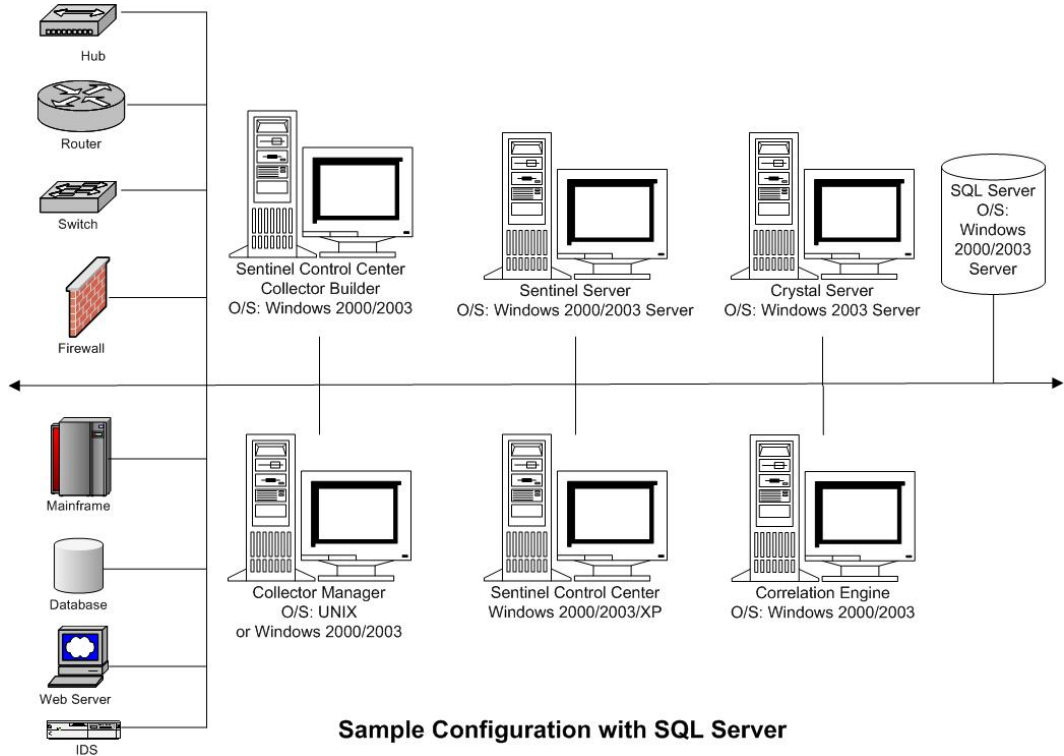 Hub
Router
Switch
Firewall
Mainframe
Database
Web Server
IDS
Sentinel Control Center
Collector Builder
O/S: Windows 2000/2003
Sentinel Server
O/S: Windows 2000/2003 Server
Crystal Server
O/S: Windows 2003 Server
SQL Server
O/S:
Windows
2000/2003
Server
Collector Manager
O/S: UNIX
or Windows 2000/2003
Sentinel Control Center
Windows 2000/2003/XP
Correlation Engine
O/S: Windows 2000/2003
Sample Configuration with SQL Server